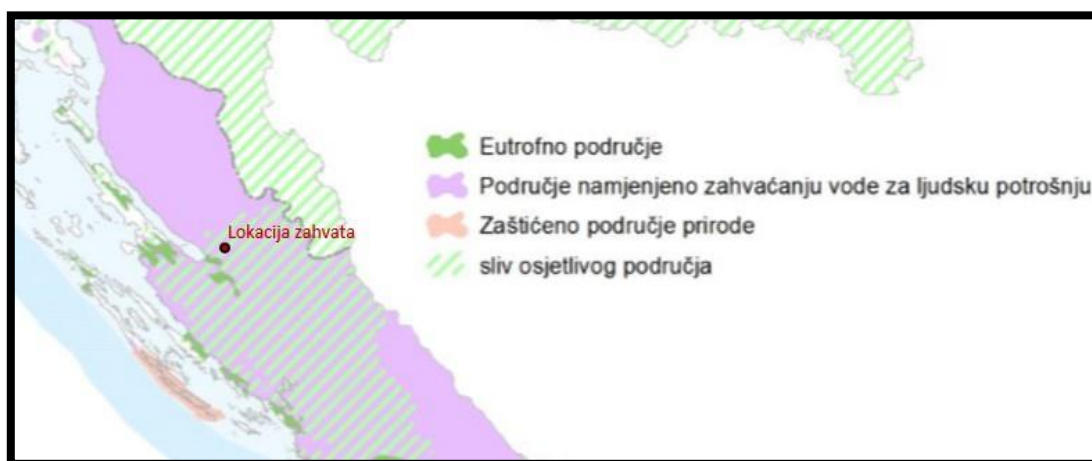 Eutrofno područje
Područje namjenjeno zahvaćanju vode za ljudsku potrošnju
Zaštićeno područje prirode
sliv osjetlivog područja
Lokacija zahvata